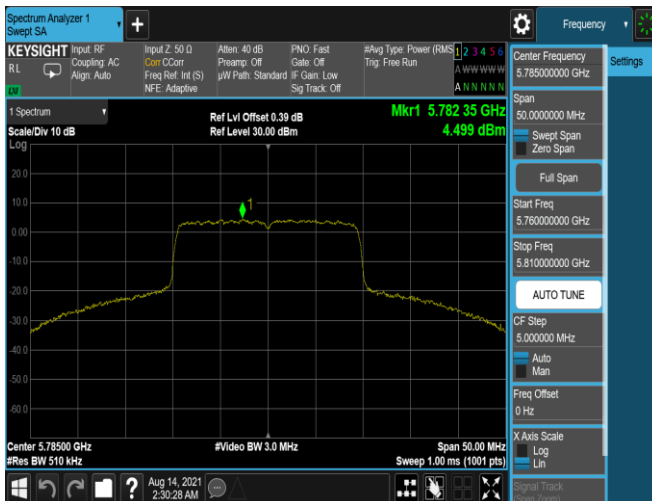 Spectrum Analyzer 1
Swept SA
Frequency
KEYSIGHT
RL
Input: RF
Coupling: AC
Align: Auto
Input Z: 50 Ω
Corr CCorr
Freq Ref: Int (S)
NFE: Adaptive
Atten: 40 dB
Preamp: Off
µW Path: Standard
PNO: Fast
Gate: Off
IF Gain: Low
Sig Track: Off
#Avg Type: Power (RMS
Trig: Free Run
1 2 3 4 5 6
A W W W W W
A N N N N N
1 Spectrum
Scale/Div 10 dB
Log
Ref Lvl Offset 0.39 dB
Ref Level 30.00 dBm
Mkr1 5.782 35 GHz
4.499 dBm
20.0
10.0
0.00
-10.0
-20.0
-30.0
-40.0
-50.0
-60.0
1
Center 5.78500 GHz
#Res BW 510 kHz
#Video BW 3.0 MHz
Span 50.00 MHz
Sweep 1.00 ms (1001 pts)
Center Frequency
5.785000000 GHz
Settings
Span
50.0000000 MHz
Swept Span
Zero Span
Full Span
Start Freq
5.760000000 GHz
Stop Freq
5.810000000 GHz
AUTO TUNE
CF Step
5.000000 MHz
Auto
Man
Freq Offset
0 Hz
X Axis Scale
Log
Lin
Signal Track
(Span Zoom)
?
Aug 14, 2021
2:30:28 AM